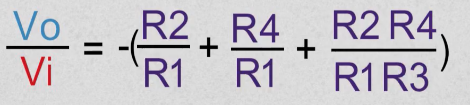 Vo/Vi = -(R2/R1 + R4/R1 + R2 R4/R1 R3)